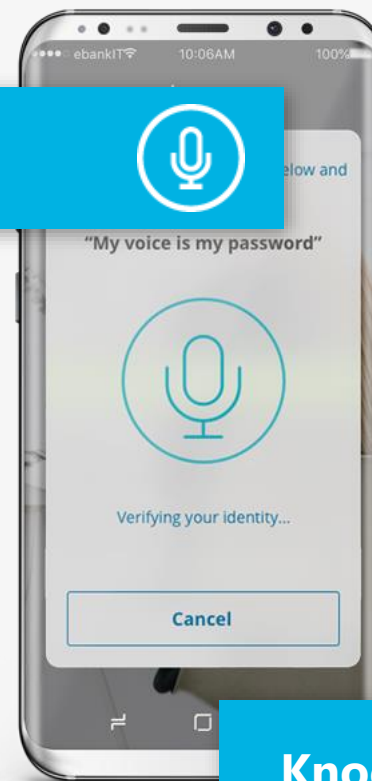 ebankIT 10:06AM 100%
elow and
“My voice is my password”
Verifying your identity...
Cancel
Kno